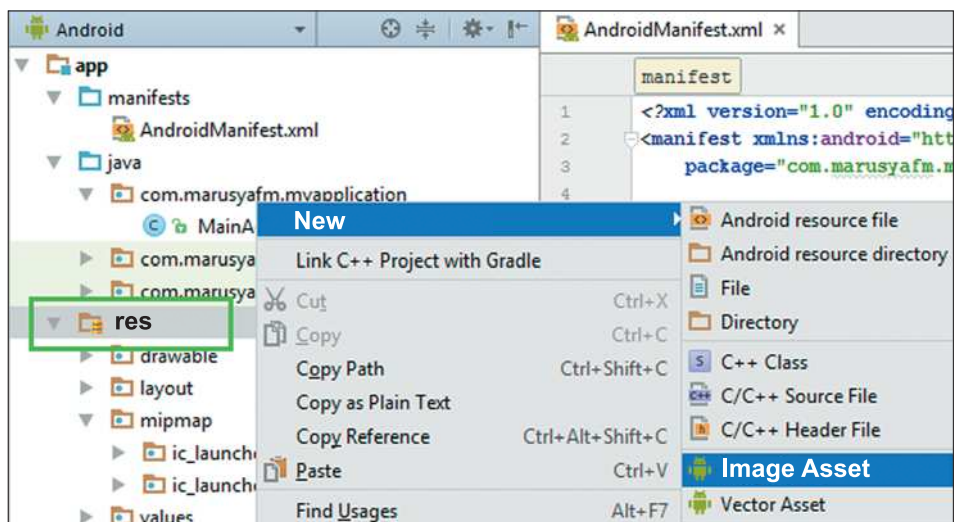 Android
AndroidManifest.xml ×
app
manifests
AndroidManifest.xml
java
com.marusyafm.myapplication
MainA
com.marusya
com.marusya
res
drawable
layout
mipmap
ic_launch
ic_launch
values
manifest
1 <?xml version="1.0" encoding
2 <manifest xmlns:android="htt
3 package="com.marusyafm.m
4
New
Link C++ Project with Gradle
Cut Ctrl+X
Copy Ctrl+C
Copy Path Ctrl+Shift+C
Copy as Plain Text
Copy Reference Ctrl+Alt+Shift+C
Paste Ctrl+V
Find Usages Alt+F7
Android resource file
Android resource directory
File
Directory
S C++ Class
C++ C/C++ Source File
h C/C++ Header File
Image Asset
Vector Asset